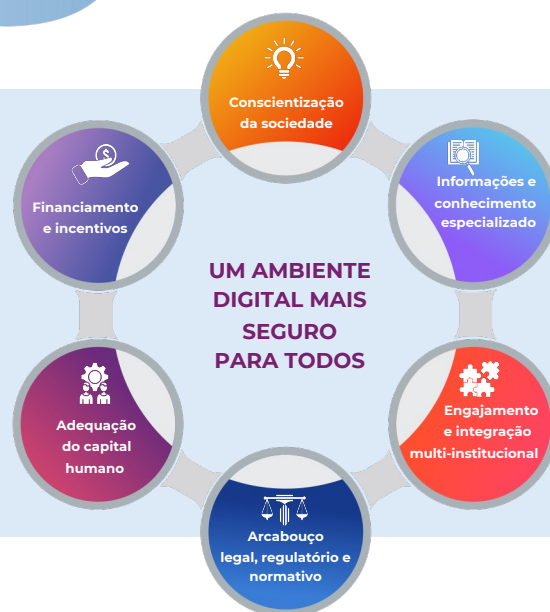 Conscientização
da sociedade
Informações e
conhecimento
especializado
Financiamento
e incentivos
UM AMBIENTE
DIGITAL MAIS
SEGURO
PARA TODOS
Engajamento
e integração
multi-institucional
Adequação
do capital
humano
Arcabouço
legal, regulatório e
normativo